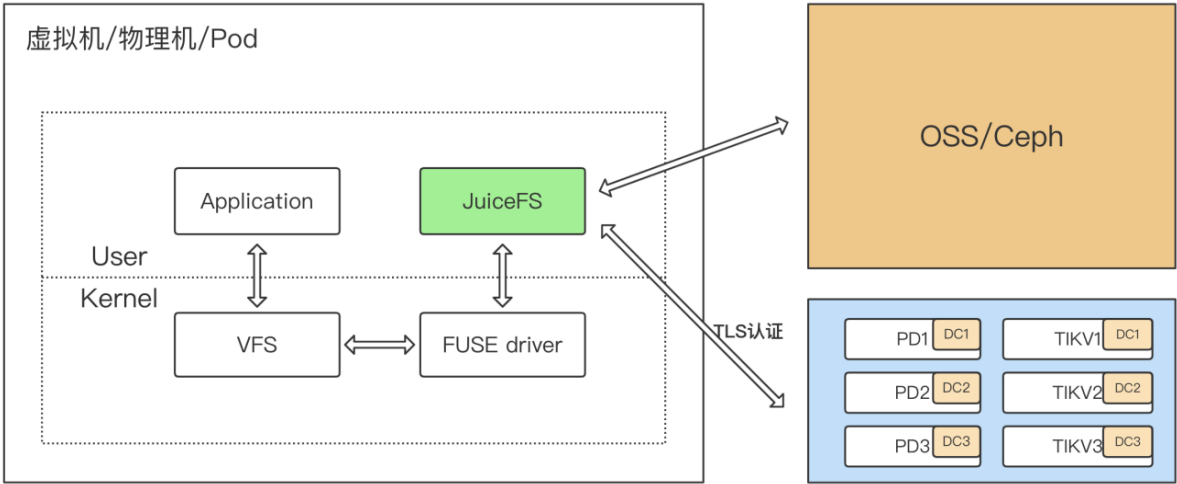 虚拟机/物理机/Pod
Application
JuiceFS
User
Kernel
VFS
FUSE driver
TLS认证
OSS/Ceph
PD1 DC1
TIKV1 DC1
PD2 DC2
TIKV2 DC2
PD3 DC3
TIKV3 DC3